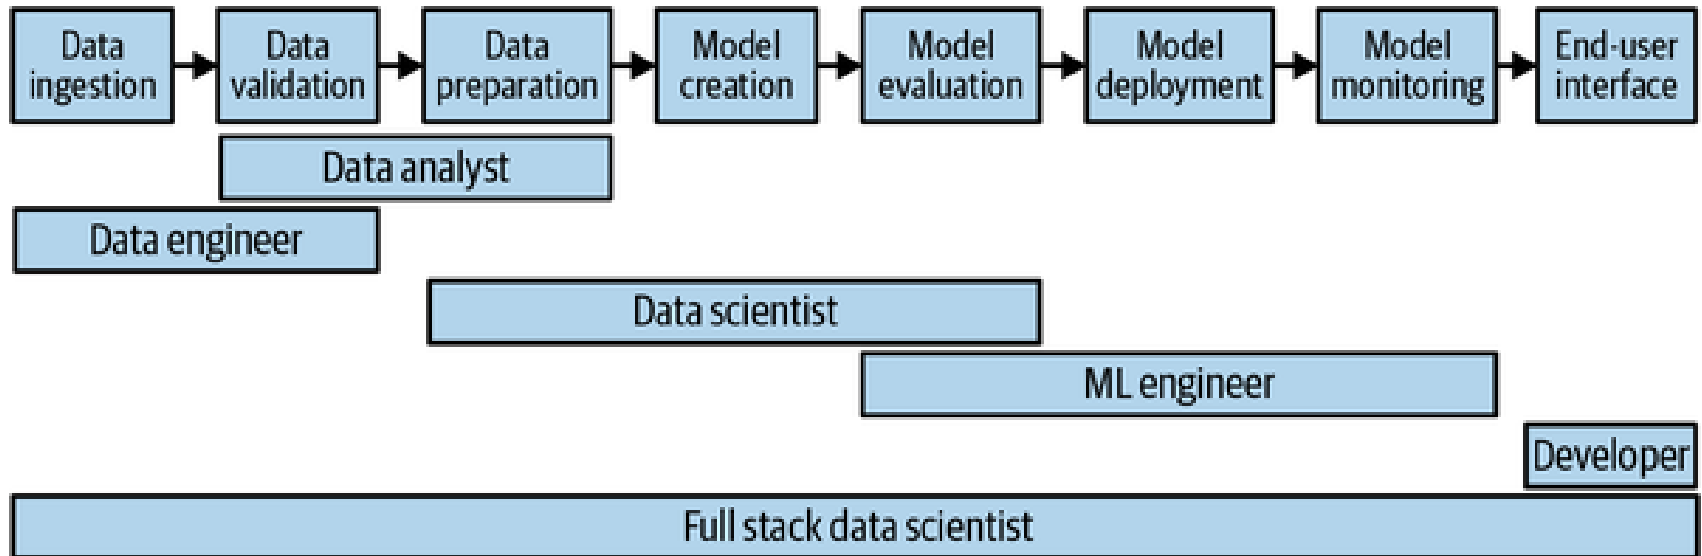 Data
ingestion
Data
validation
Data
preparation
Model
creation
Model
evaluation
Model
deployment
Model
monitoring
End-user
interface
Data analyst
Data engineer
Data scientist
ML engineer
Developer
Full stack data scientist